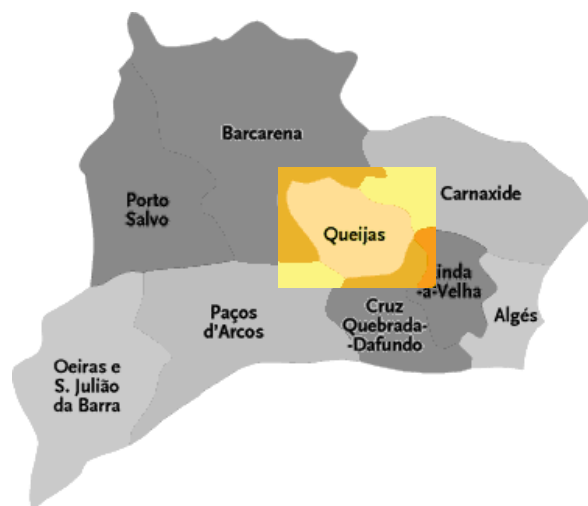 Barcarena
Porto
Salvo
Carnaxide
Queijas
inda
-a-Velha
Paços
d'Arcos
Cruz
Quebrada-
-Dafundo
Algés
Oeiras e
S. Julião
da Barra